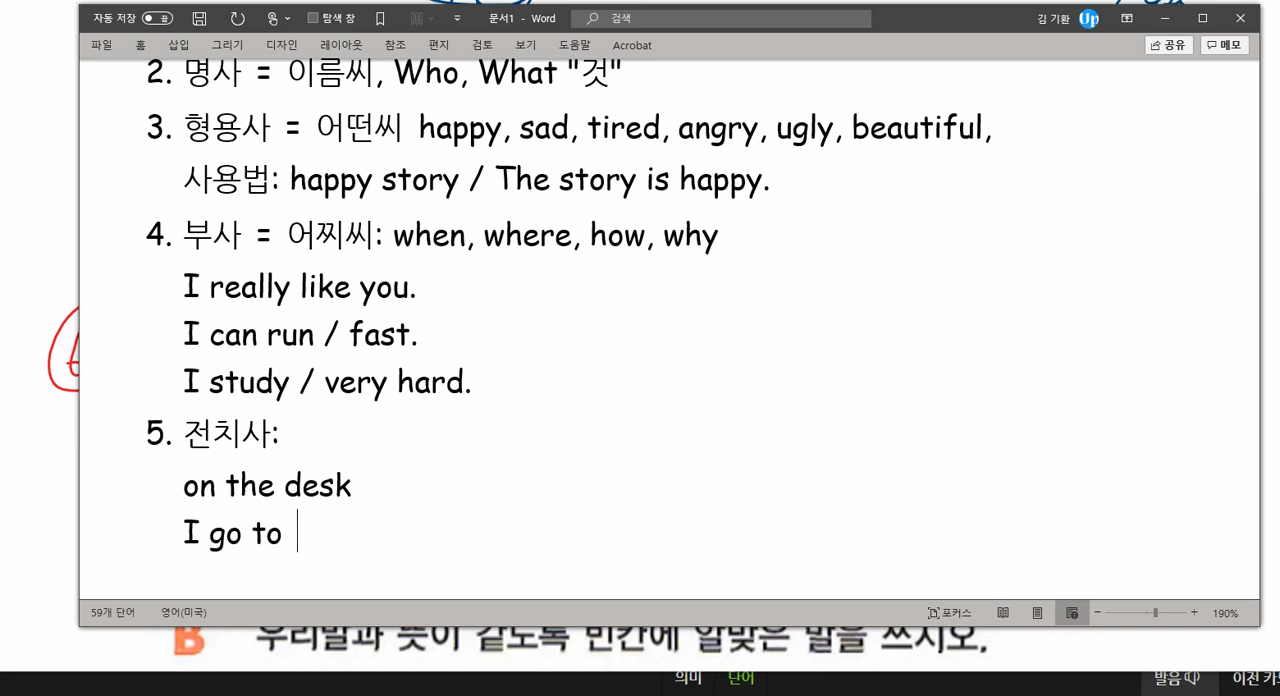 자동 저장 끔 탐색 창 문서1 - Word 검색 김 기환 Up
파일 홈 삽입 그리기 디자인 레이아웃 참조 편지 검토 보기 도움말 Acrobat 공유 메모
2. 명사 = 이름씨, Who, What "것"
3. 형용사 = 어떤씨 happy, sad, tired, angry, ugly, beautiful,
사용법: happy story / The story is happy.
4. 부사 = 어찌씨: when, where, how, why
I really like you.
I can run / fast.
I study / very hard.
5. 전치사:
on the desk
I go to
59개 단어 영어(미국) 포커스 190%
B 우리말과 뜻이 같도록 빈칸에 알맞은 말을 쓰시오.
의미 단어 발음 이전